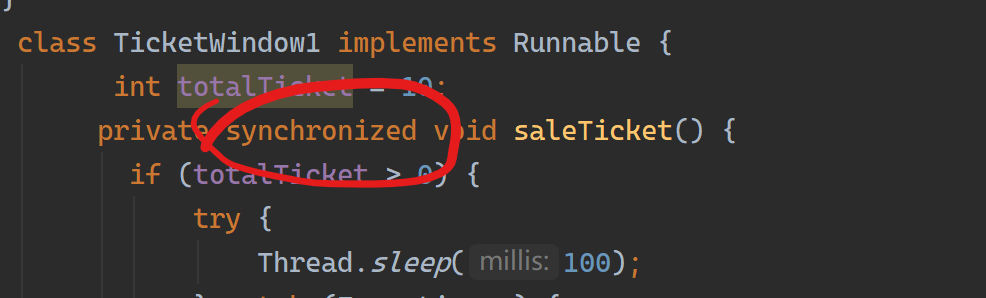 }
class TicketWindow1 implements Runnable {
int totalTicket = 10;
private synchronized void saleTicket() {
if (totalTicket > 0) {
try {
Thread.sleep( millis: 100);